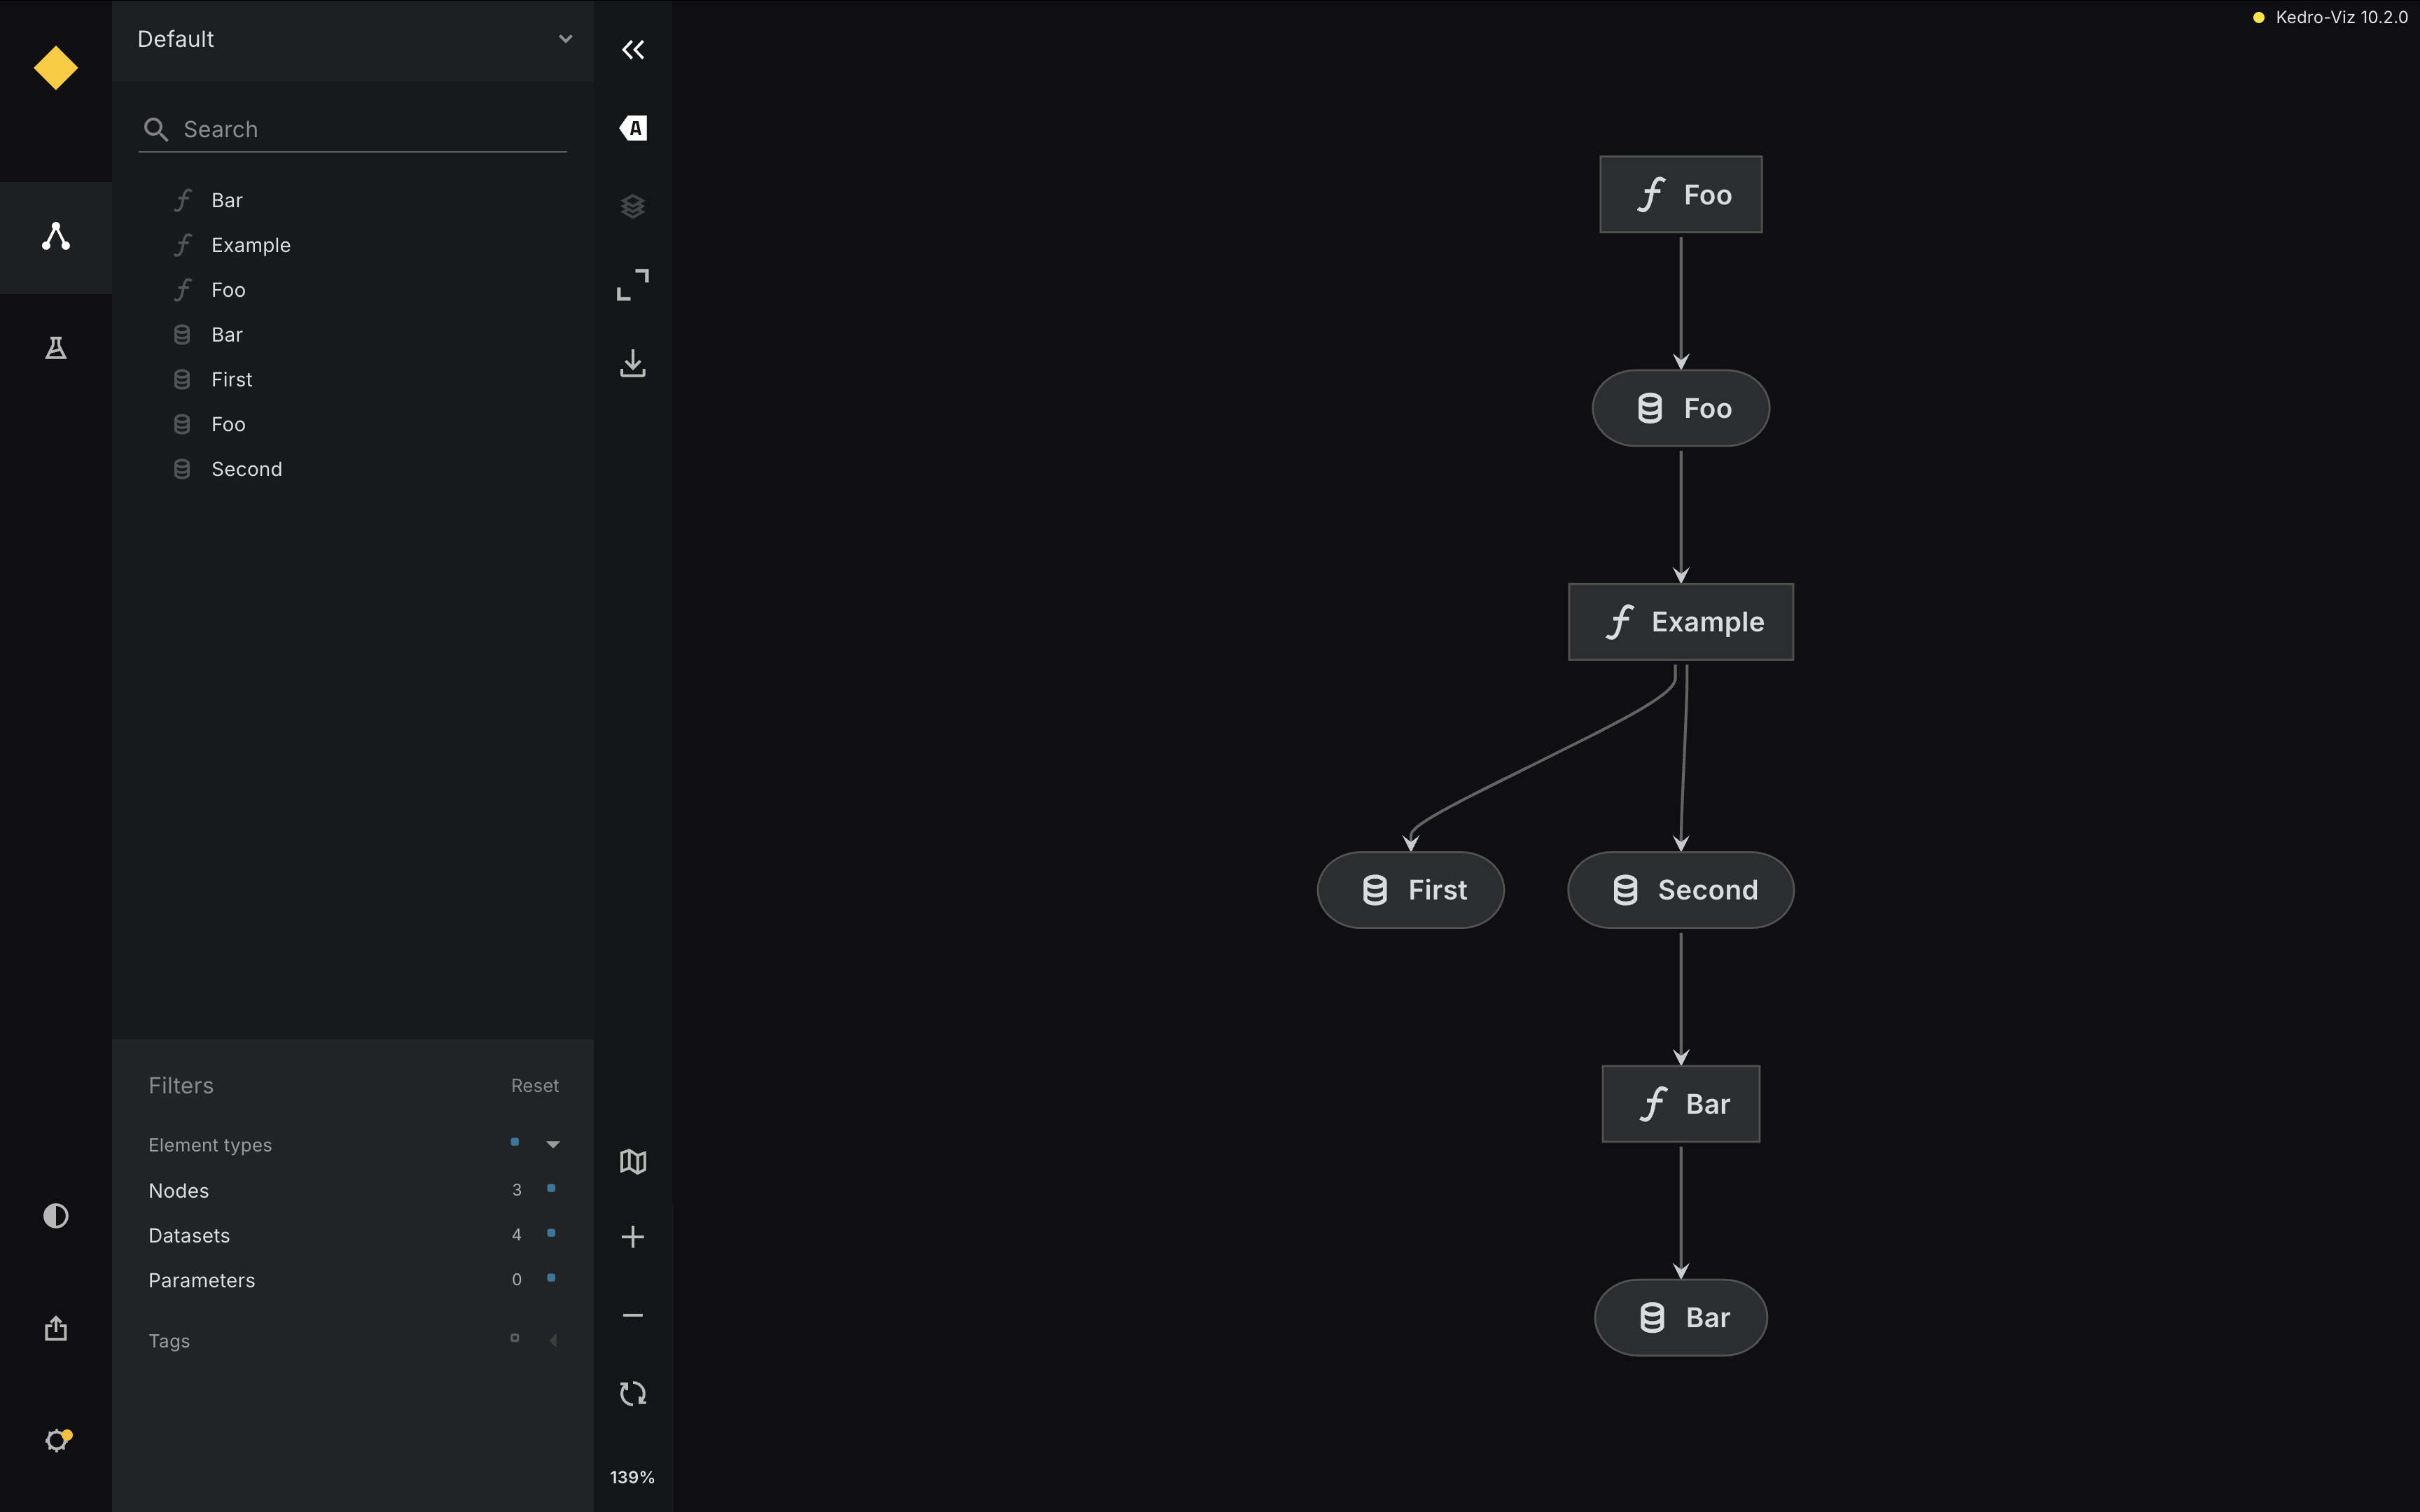 Default
Search
Bar
Example
Foo
Bar
First
Foo
Second
Filters
Reset
Element types
Nodes 3
Datasets 4
Parameters 0
Tags
A
139%
Kedro-Viz 10.2.0
Foo
Foo
Example
First
Second
Bar
Bar